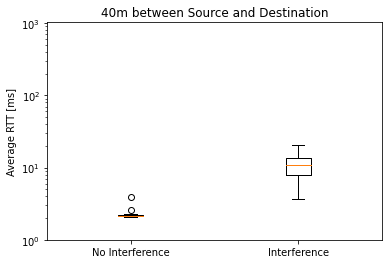 40m between Source and Destination
Average RTT [ms]
10³
10²
10¹
10⁰
No Interference
Interference